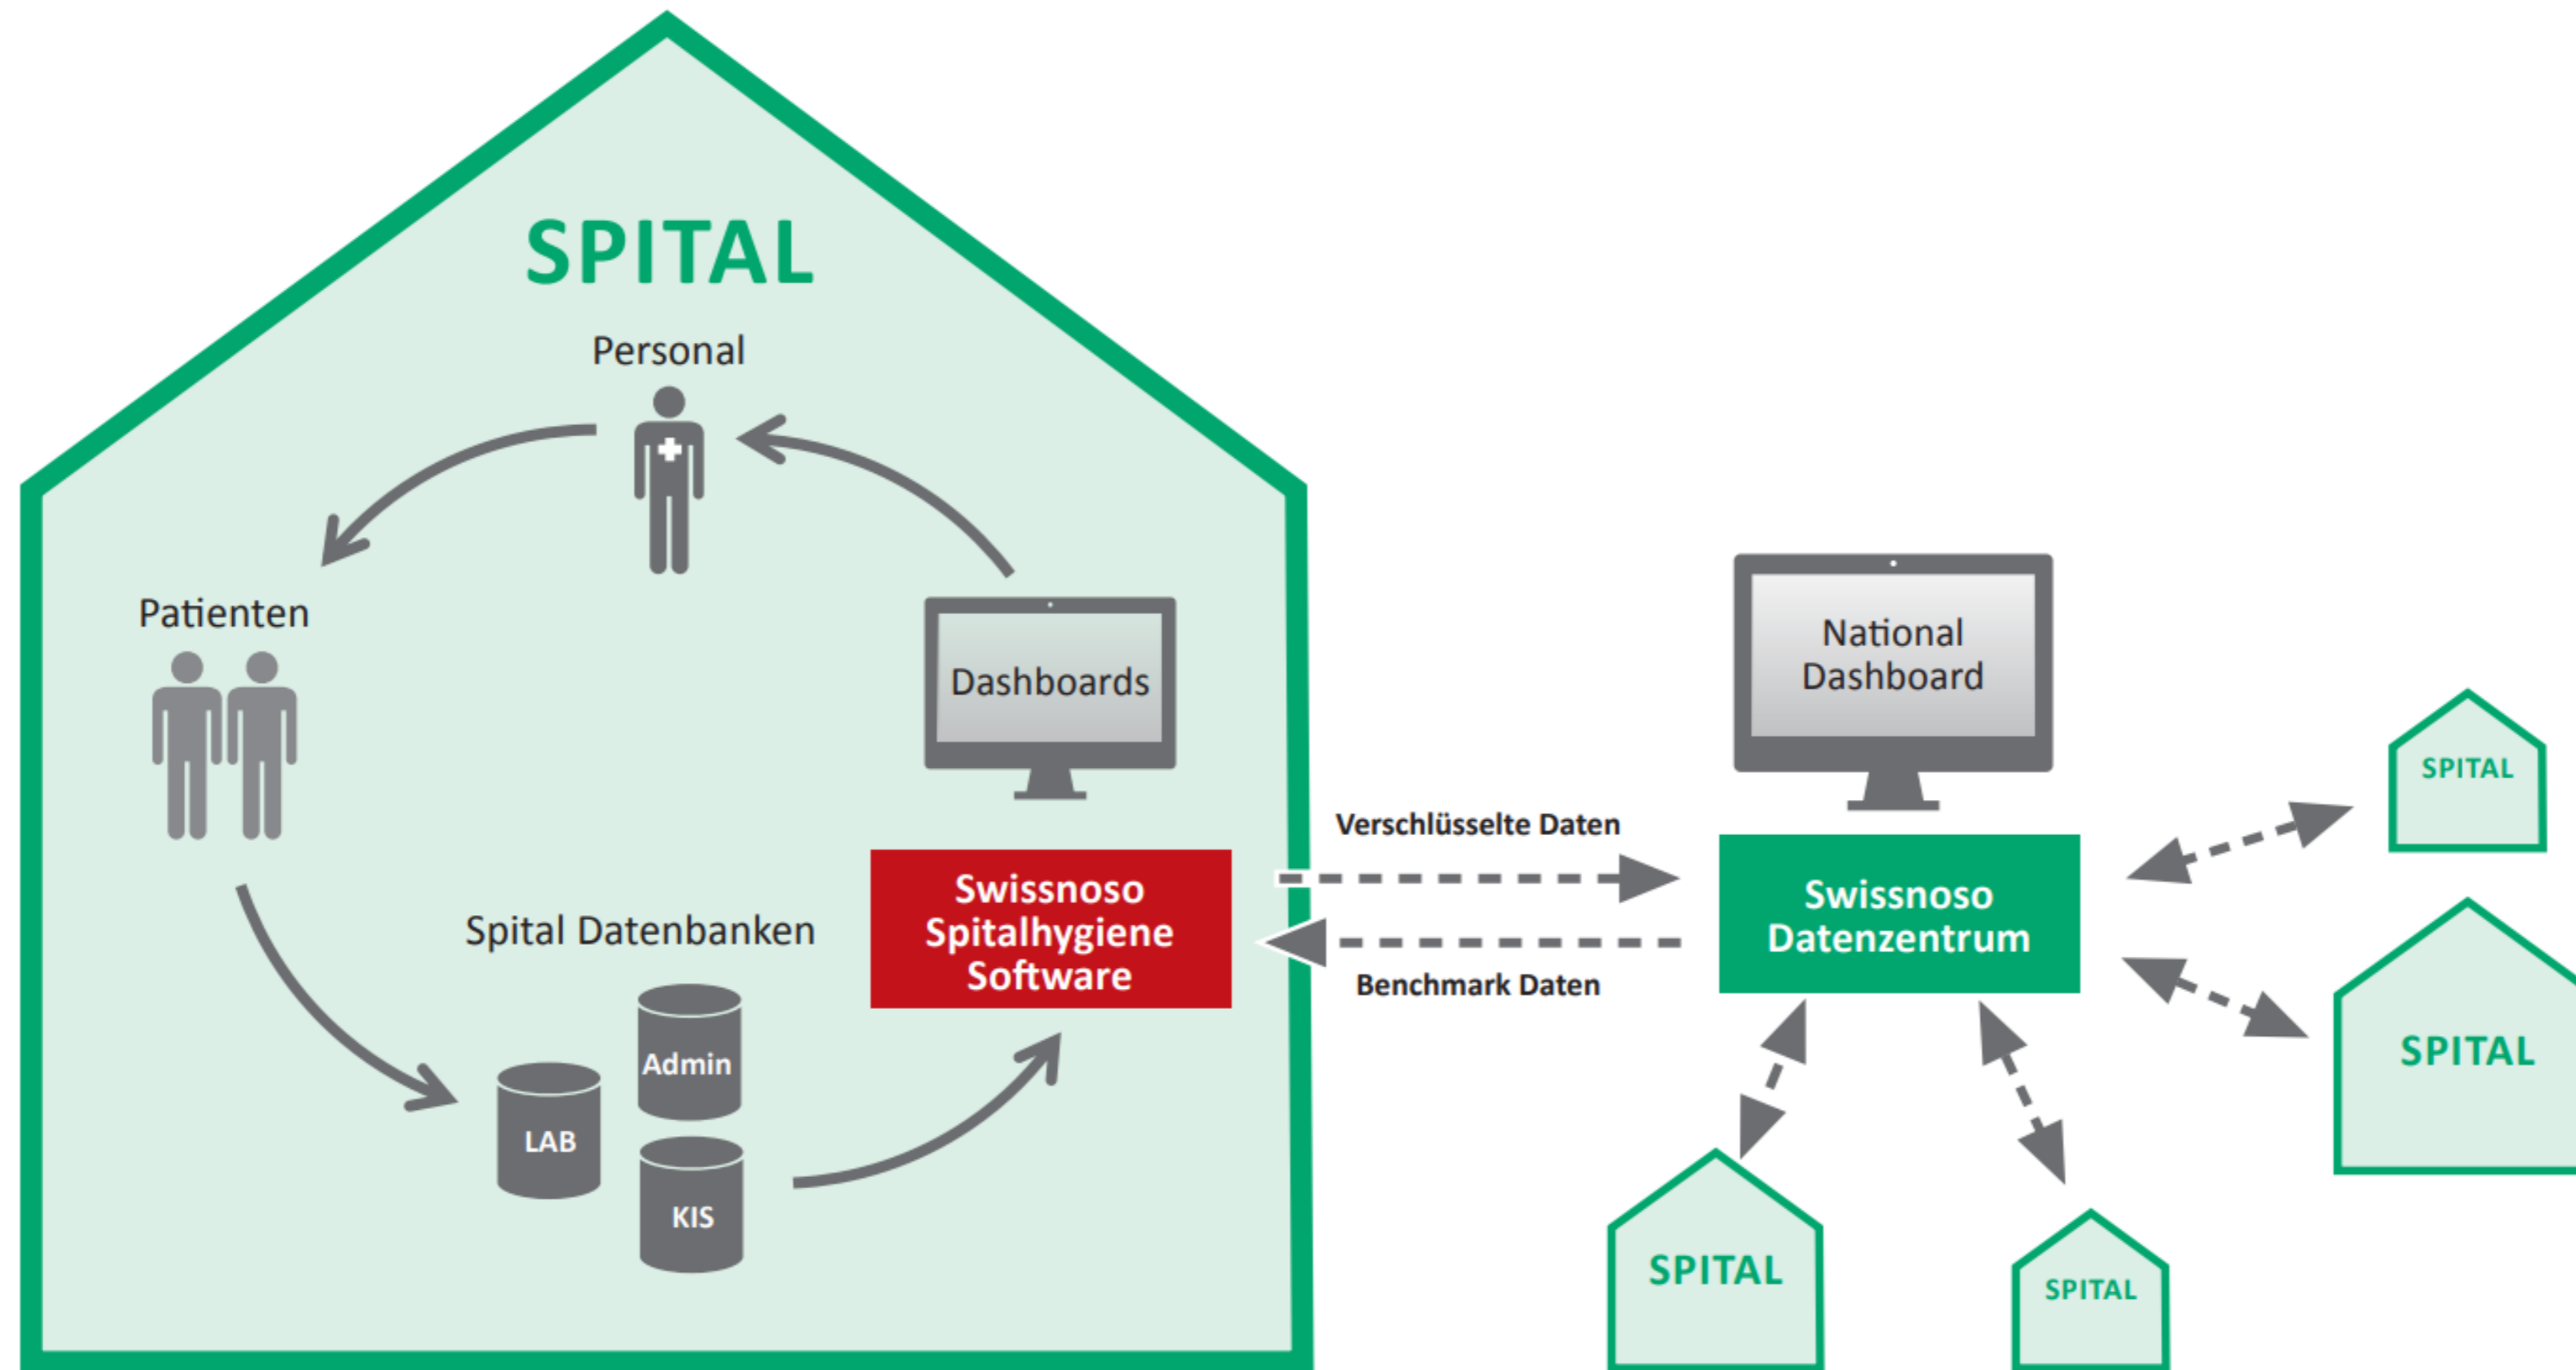 SPITAL
Personal
Patienten
Dashboards
Spital Datenbanken
Swissnoso
Spitalhygiene
Software
Admin
LAB
KIS
Verschlüsselte Daten
Benchmark Daten
National
Dashboard
Swissnoso
Datenzentrum
SPITAL
SPITAL
SPITAL
SPITAL